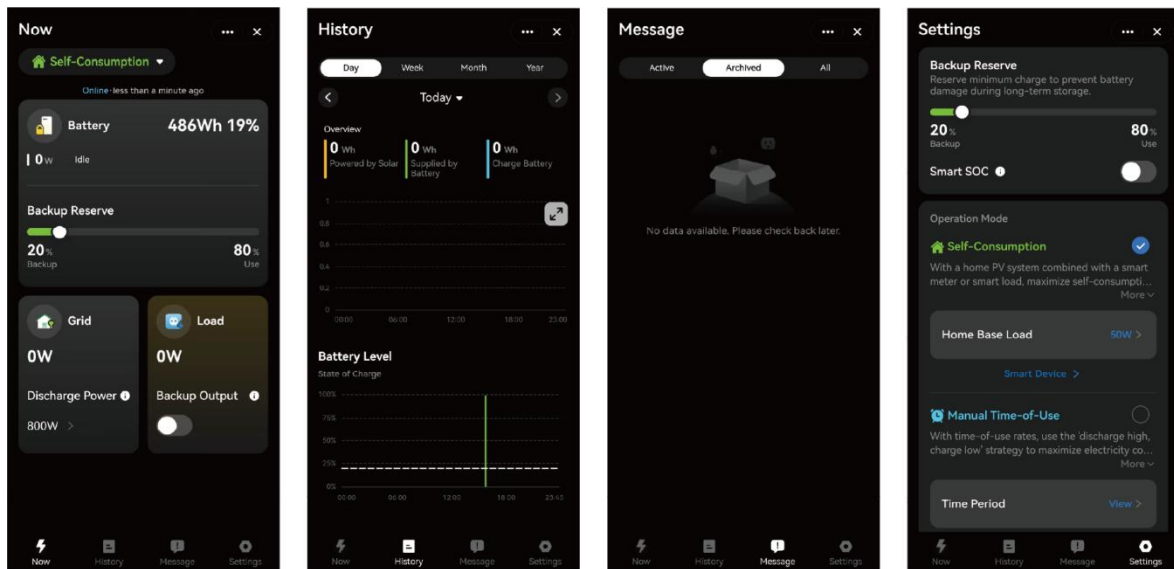 Now
Self-Consumption
Online·less than a minute ago
Battery
486Wh 19%
0w Idle
Backup Reserve
20% 80%
Backup Use
Grid
0W
Discharge Power
800W >
Load
0W
Backup Output
Now History Message Settings
History
Day Week Month Year
Today
Overview
0 Wh
Powered by Solar
0 Wh
Supplied by
Battery
0 Wh
Charge Battery
1
0.8
0.6
0.4
0.2
0
00:00 06:00 12:00 18:00 23:00
Battery Level
State of Charge
100%
75%
50%
25%
0%
00:00 06:00 12:00 18:00 23:45
Now History Message Settings
Message
Active Archived All
No data available, Please check back later.
Now History Message Settings
Settings
Backup Reserve
Reserve minimum charge to prevent battery
damage during long-term storage.
20% 80%
Backup Use
Smart SOC
Operation Mode
Self-Consumption
With a home PV system combined with a smart
meter or smart load, maximize self-consumpti...
More
Home Base Load 50W >
Smart Device >
Manual Time-of-Use
With time-of-use rates, use the 'discharge high,
charge low' strategy to maximize electricity co...
More
Time Period View >
Now History Message Settings